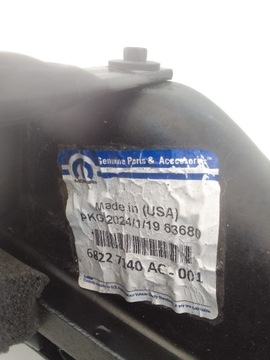 Genuine Parts & Accessories
Made in (USA)
PKG 2024/1/19 83680
6822 7140 AC-001